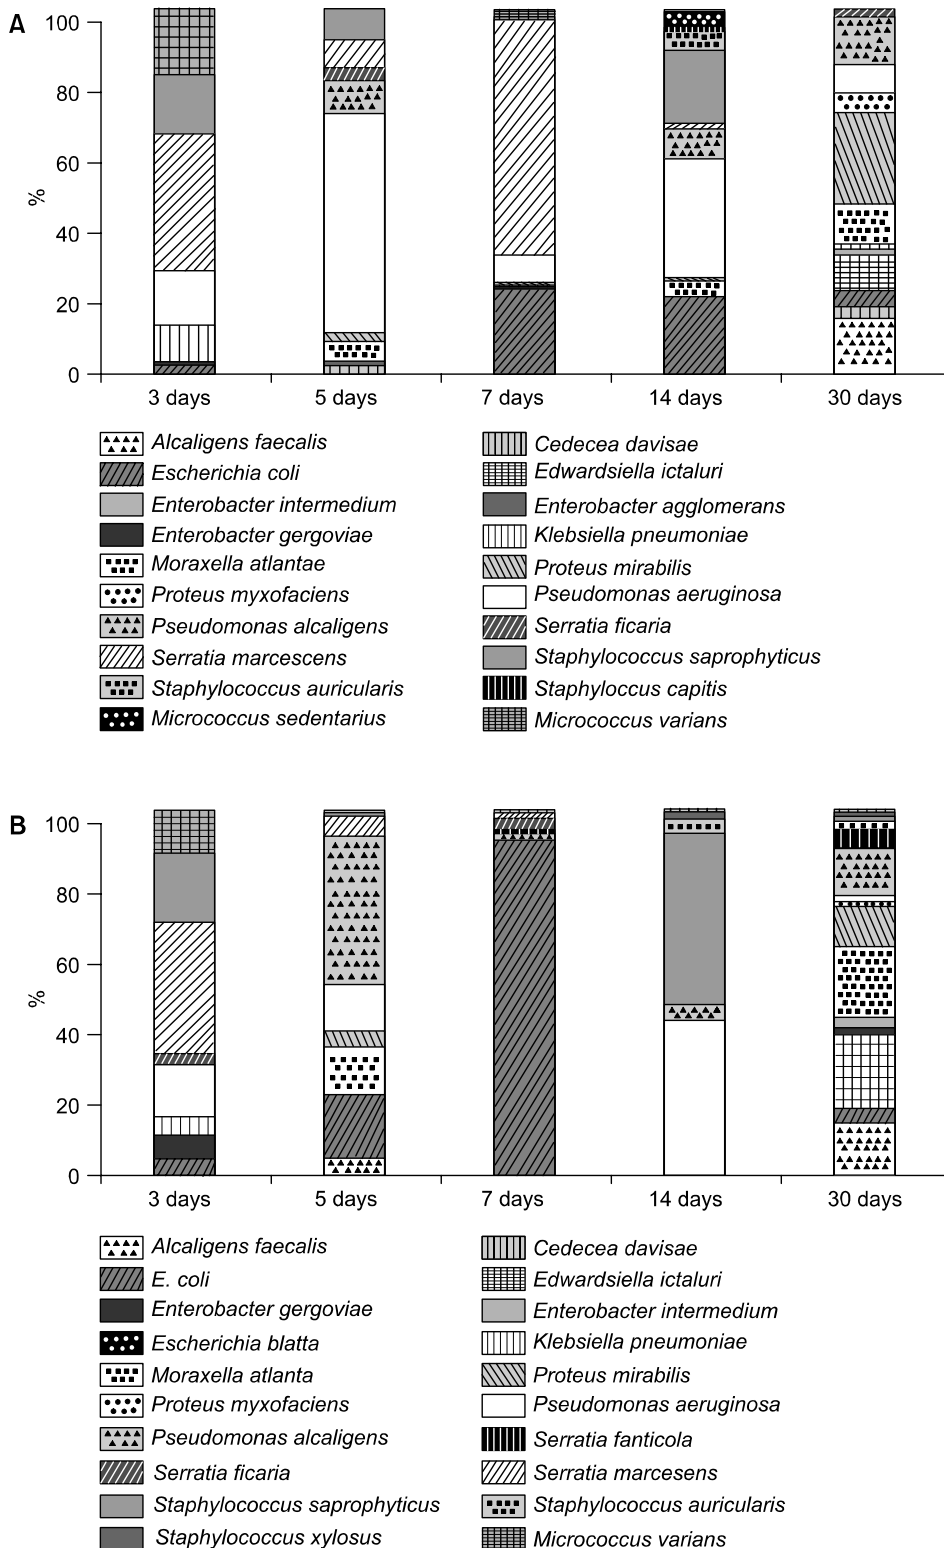 A
100
80
60
%
40
20
0
3 days 5 days 7 days 14 days 30 days
Alcaligens faecalis Cedecea davisae
Escherichia coli Edwardsiella ictaluri
Enterobacter intermedium Enterobacter agglomerans
Enterobacter gergoviae Klebsiella pneumoniae
Moraxella atlantae Proteus mirabilis
Proteus myxofaciens Pseudomonas aeruginosa
Pseudomonas alcaligens Serratia ficaria
Serratia marcescens Staphylococcus saprophyticus
Staphylococcus auricularis Staphyloccus capitis
Micrococcus sedentarius Micrococcus varians
B
100
80
60
%
40
20
0
3 days 5 days 7 days 14 days 30 days
Alcaligens faecalis Cedecea davisae
E. coli Edwardsiella ictaluri
Enterobacter gergoviae Enterobacter intermedium
Escherichia blatta Klebsiella pneumoniae
Moraxella atlanta Proteus mirabilis
Proteus myxofaciens Pseudomonas aeruginosa
Pseudomonas alcaligens Serratia fanticola
Serratia ficaria Serratia marcesens
Staphylococcus saprophyticus Staphylococcus auricularis
Staphylococcus xylosus Micrococcus varians